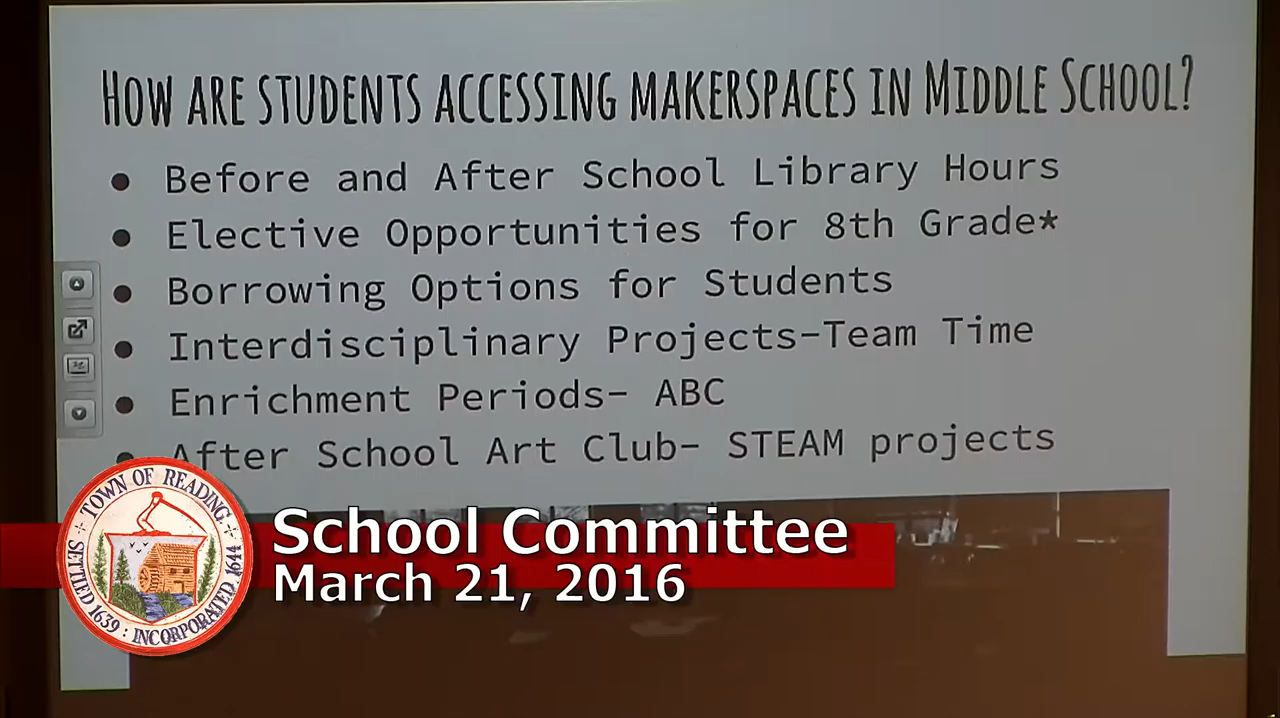 How are students accessing makerspaces in Middle School?
● Before and After School Library Hours
● Elective Opportunities for 8th Grade*
● Borrowing Options for Students
● Interdisciplinary Projects-Team Time
● Enrichment Periods- ABC
● After School Art Club- STEAM projects
School Committee
March 21, 2016
TOWN OF READING
SETTLED 1639 : INCORPORATED 1644